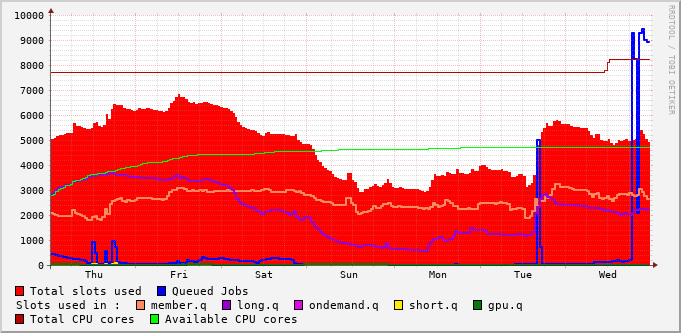 10000
9000
8000
7000
6000
5000
4000
3000
2000
1000
0
Thu Fri Sat Sun Mon Tue Wed
RRDTOOL / TOBI OETIKER
Total slots used Queued Jobs
Slots used in : member.q long.q ondemand.q short.q gpu.q
Total CPU cores Available CPU cores